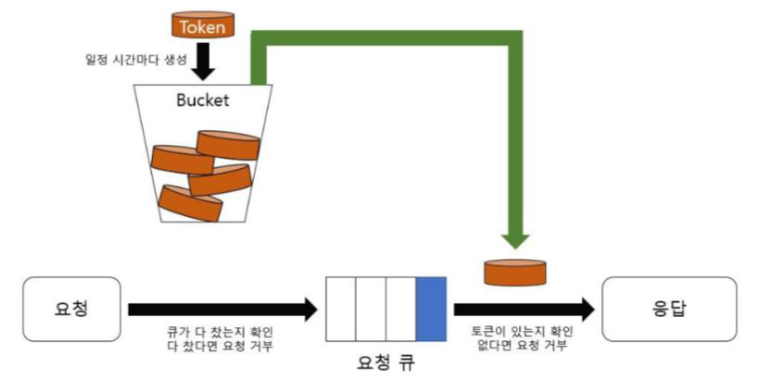 Token
일정 시간마다 생성
Bucket
요청
큐가 다 찼는지 확인
다 찼다면 요청 거부
요청 큐
토큰이 있는지 확인
없다면 요청 거부
응답